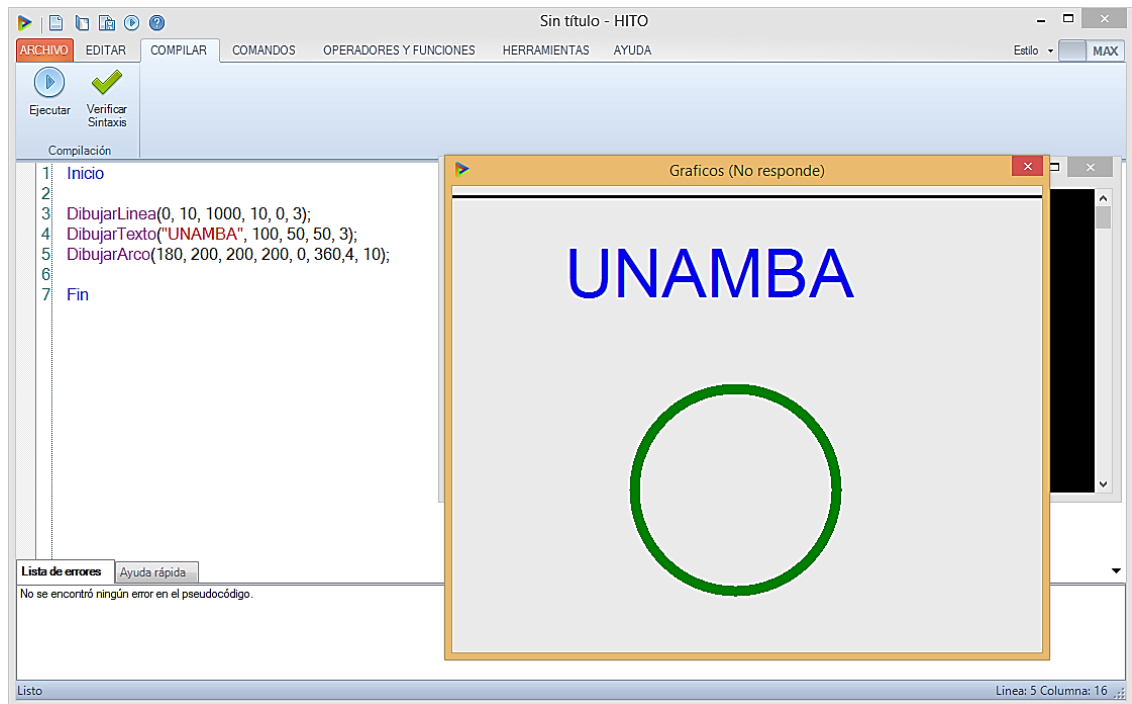 Sin título - HITO
ARCHIVO EDITAR COMPILAR COMANDOS OPERADORES Y FUNCIONES HERRAMIENTAS AYUDA Estilo MAX
Ejecutar Verificar
Sintaxis
Compilación
1 Inicio
2
3 DibujarLinea(0, 10, 1000, 10, 0, 3);
4 DibujarTexto("UNAMBA", 100, 50, 50, 3);
5 DibujarArco(180, 200, 200, 200, 0, 360,4, 10);
6
7 Fin
Graficos (No responde)
UNAMBA
Lista de errores Ayuda rápida
No se encontró ningún error en el pseudocódigo.
Listo Linea: 5 Columna: 16